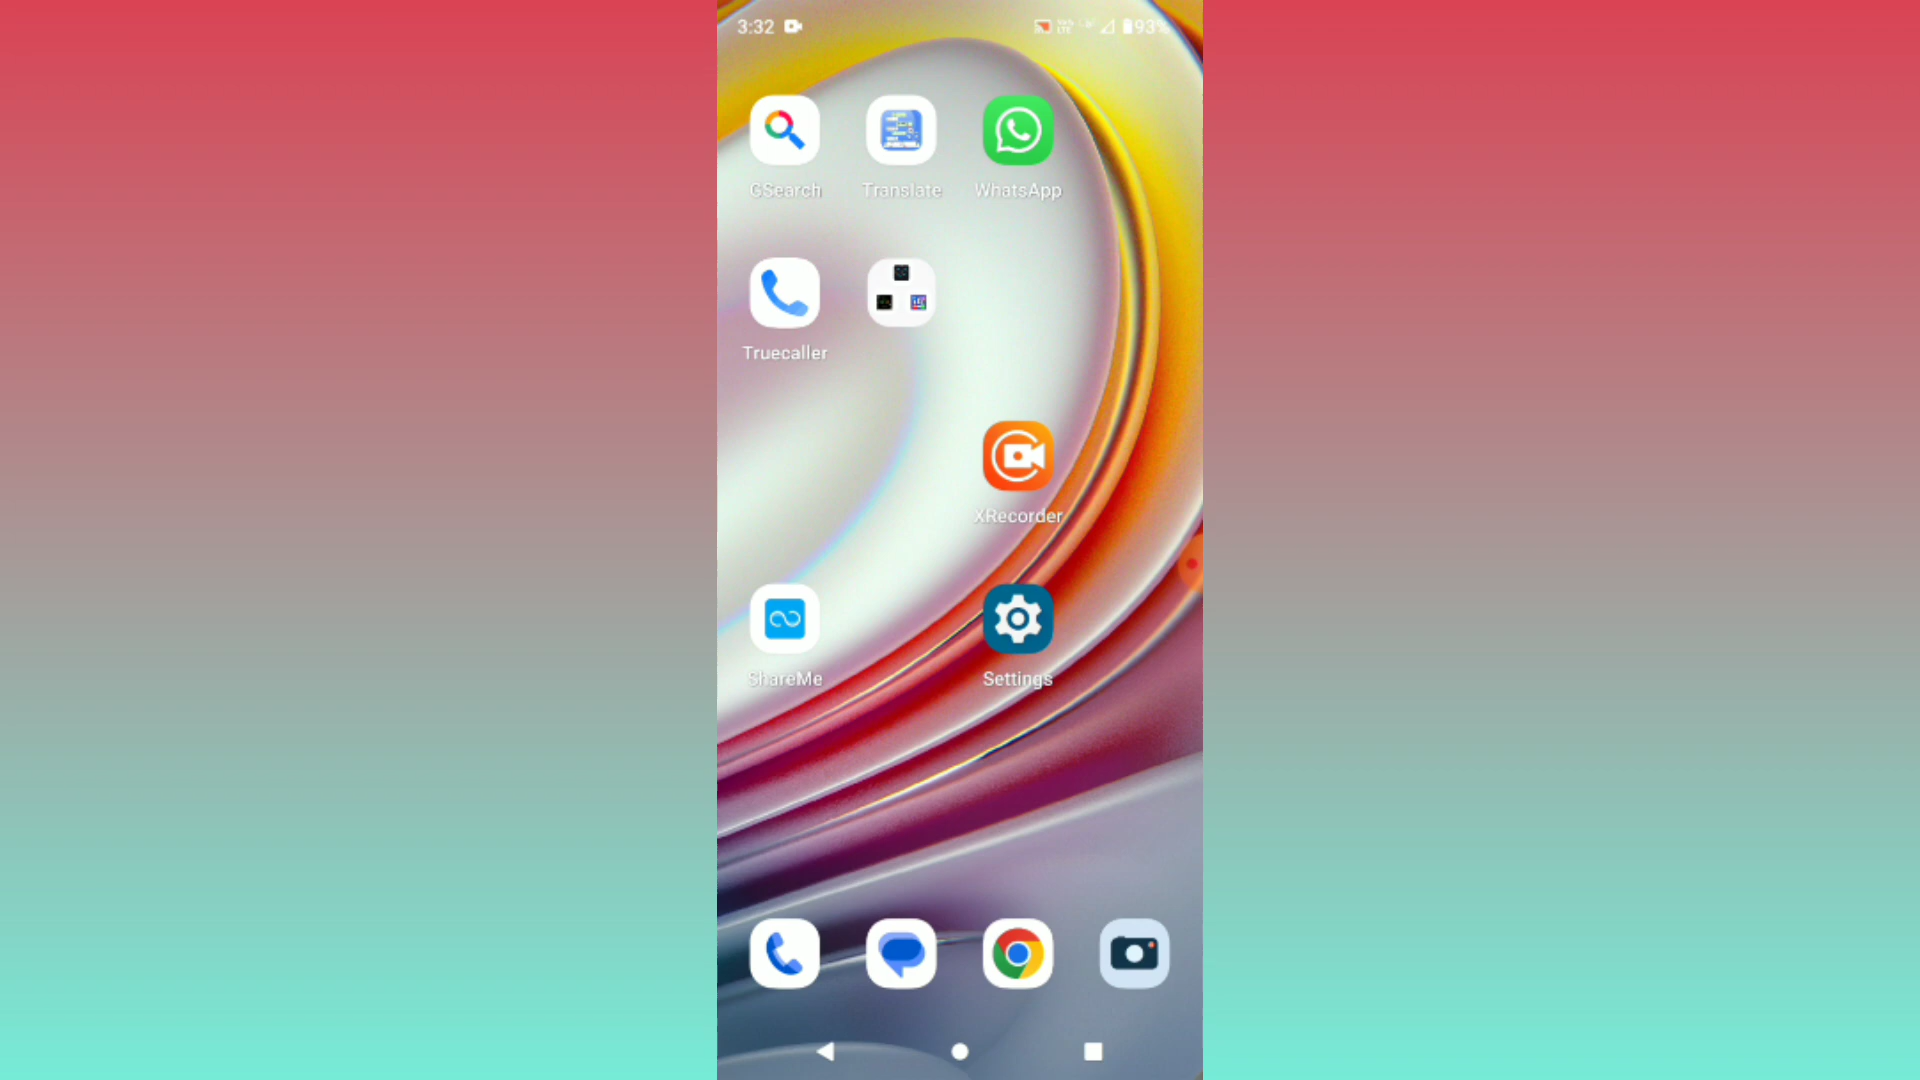 3:32 93%
GSearch Translate WhatsApp
Truecaller
XRecorder
ShareMe Settings